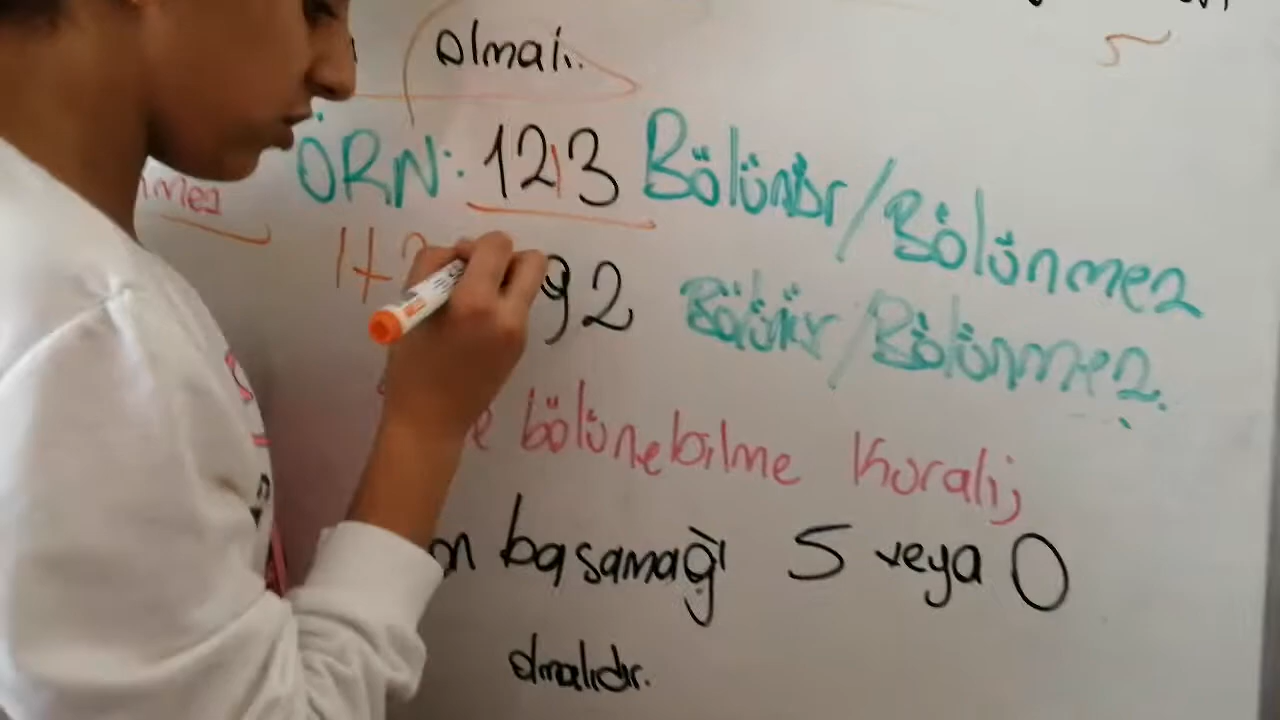 Olmalı.
ÖRN: 123 Bölünür / Bölünmez
1+2
92 Bölünür / Bölünmez.
bölünebilme Kuralı;
basamağı 5 veya 0
olmalıdır.